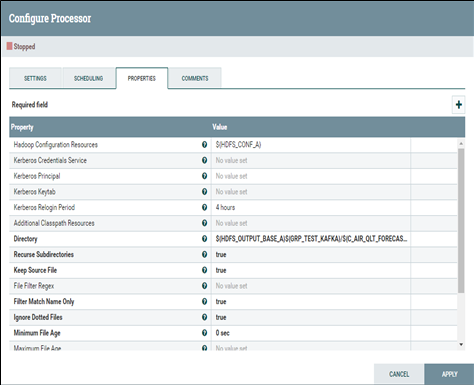 Configure Processor
Stopped
SETTINGS SCHEDULING PROPERTIES COMMENTS
Required field
Property Value
Hadoop Configuration Resources ${HDFS_CONF_A}
Kerberos Credentials Service No value set
Kerberos Principal No value set
Kerberos Keytab No value set
Kerberos Relogin Period 4 hours
Additional Classpath Resources No value set
Directory ${HDFS_OUTPUT_BASE_A}${GRP_TEST_KAFKA}/${C_AIR_QLT_FORECAS...
Recurse Subdirectories true
Keep Source File true
File Filter Regex No value set
Filter Match Name Only true
Ignore Dotted Files true
Minimum File Age 0 sec
Maximum File Age No value set
CANCEL APPLY